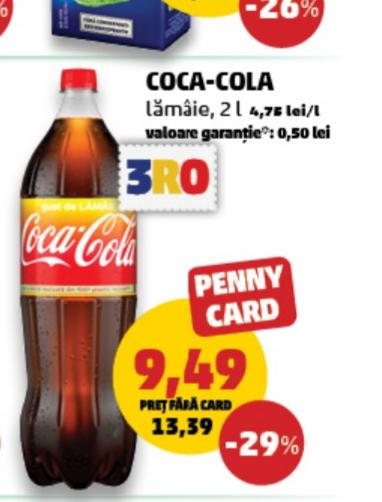 -26%
COCA-COLA
lămâie, 2 l 4,75 lei/l
valoare garanție*: 0,50 lei
3RO
gust de LĂMÂIE
Coca-Cola
PENNY
CARD
9,49
PREȚ FĂRĂ CARD
13,39
-29%